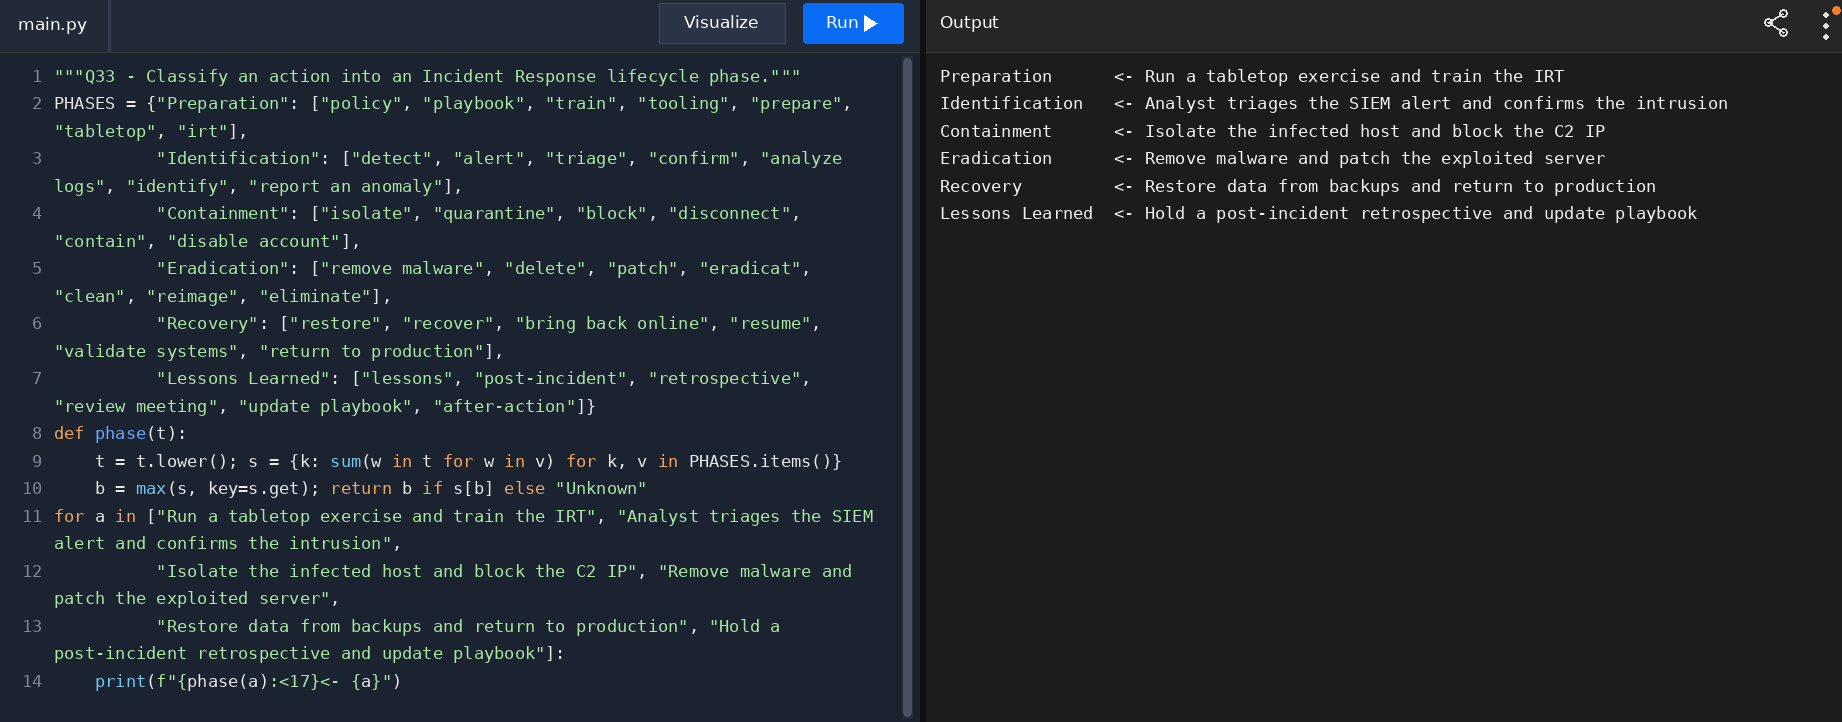 main.py
Visualize
Run
Output
1 """Q33 - Classify an action into an Incident Response lifecycle phase."""
2 PHASES = {"Preparation": ["policy", "playbook", "train", "tooling", "prepare",
"tabletop", "irt"],
3           "Identification": ["detect", "alert", "triage", "confirm", "analyze
logs", "identify", "report an anomaly"],
4           "Containment": ["isolate", "quarantine", "block", "disconnect",
"contain", "disable account"],
5           "Eradication": ["remove malware", "delete", "patch", "eradicat",
"clean", "reimage", "eliminate"],
6           "Recovery": ["restore", "recover", "bring back online", "resume",
"validate systems", "return to production"],
7           "Lessons Learned": ["lessons", "post-incident", "retrospective",
"review meeting", "update playbook", "after-action"]}
8 def phase(t):
9     t = t.lower(); s = {k: sum(w in t for w in v) for k, v in PHASES.items()}
10     b = max(s, key=s.get); return b if s[b] else "Unknown"
11 for a in ["Run a tabletop exercise and train the IRT", "Analyst triages the SIEM
alert and confirms the intrusion",
12           "Isolate the infected host and block the C2 IP", "Remove malware and
patch the exploited server",
13           "Restore data from backups and return to production", "Hold a
post-incident retrospective and update playbook"]:
14     print(f"{phase(a):<17}<- {a}")
Preparation      <- Run a tabletop exercise and train the IRT
Identification   <- Analyst triages the SIEM alert and confirms the intrusion
Containment      <- Isolate the infected host and block the C2 IP
Eradication      <- Remove malware and patch the exploited server
Recovery         <- Restore data from backups and return to production
Lessons Learned  <- Hold a post-incident retrospective and update playbook